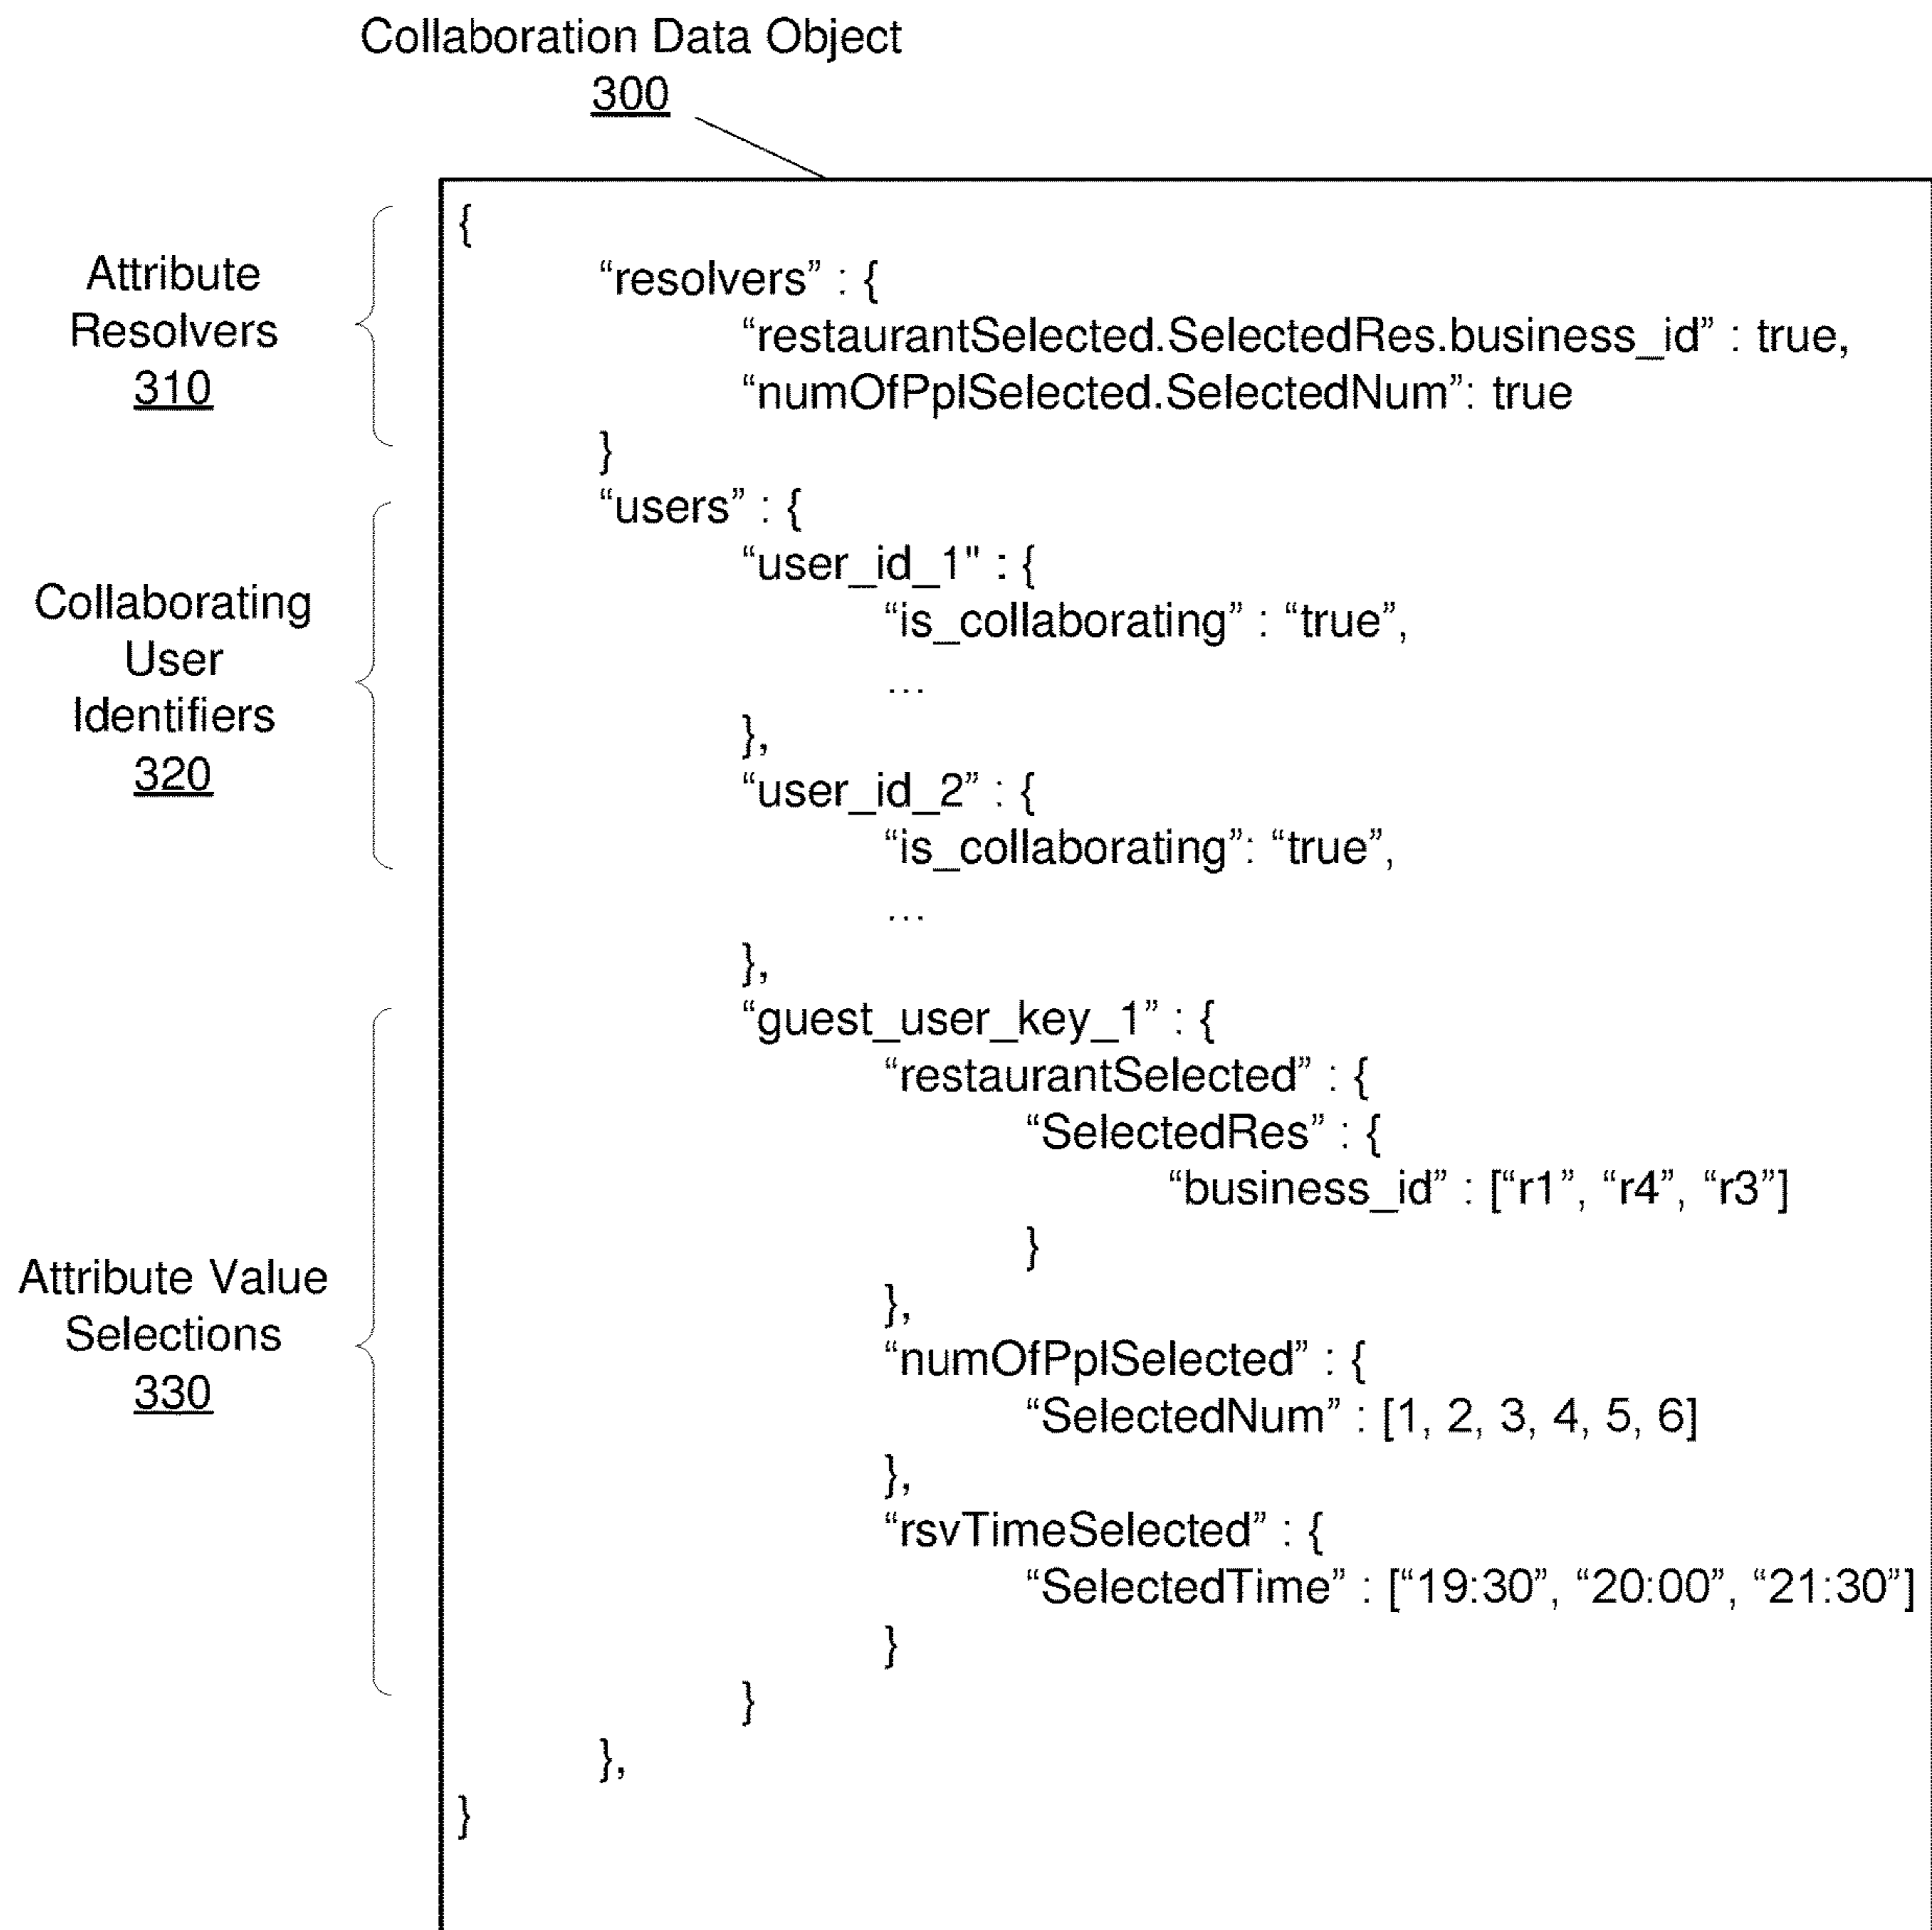 Collaboration Data Object
300
Attribute
Resolvers
310
Collaborating
User
Identifiers
320
Attribute Value
Selections
330
{
“resolvers” : {
“restaurantSelected.SelectedRes.business_id” : true,
“numOfPplSelected.SelectedNum”: true
}
“users” : {
“user_id_1" : {
“is_collaborating” : “true”,
...
},
“user_id_2” : {
“is_collaborating”: “true”,
...
},
“guest_user_key_1” : {
“restaurantSelected” : {
“SelectedRes” : {
“business_id” : [“r1”, “r4”, “r3”]
}
},
“numOfPplSelected” : {
“SelectedNum” : [1, 2, 3, 4, 5, 6]
},
“rsvTimeSelected” : {
“SelectedTime” : [“19:30”, “20:00”, “21:30”]
}
}
},
}